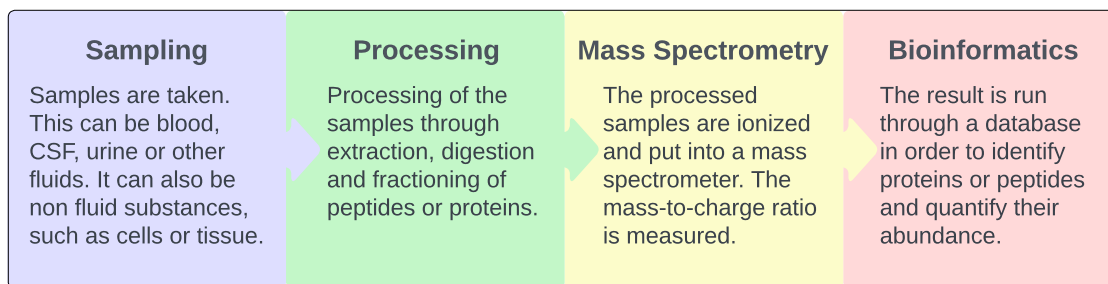 Sampling
Samples are taken.
This can be blood,
CSF, urine or other
fluids. It can also be
non fluid substances,
such as cells or tissue.
Processing
Processing of the
samples through
extraction, digestion
and fractioning of
peptides or proteins.
Mass Spectrometry
The processed
samples are ionized
and put into a mass
spectrometer. The
mass-to-charge ratio
is measured.
Bioinformatics
The result is run
through a database
in order to identify
proteins or peptides
and quantify their
abundance.